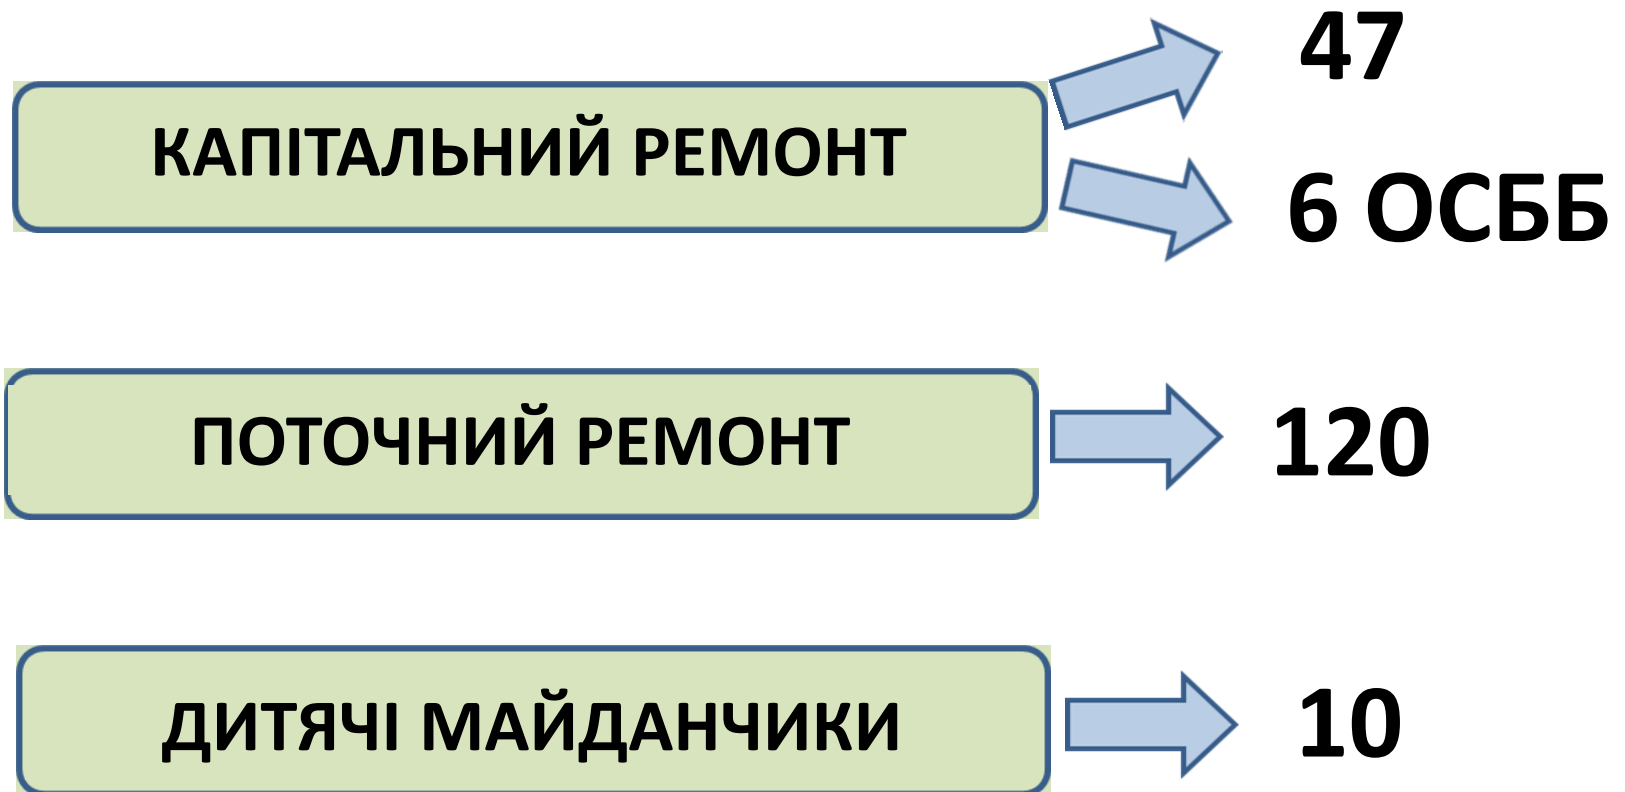 47
КАПІТАЛЬНИЙ РЕМОНТ
6 ОСББ
ПОТОЧНИЙ РЕМОНТ
120
ДИТЯЧІ МАЙДАНЧИКИ
10